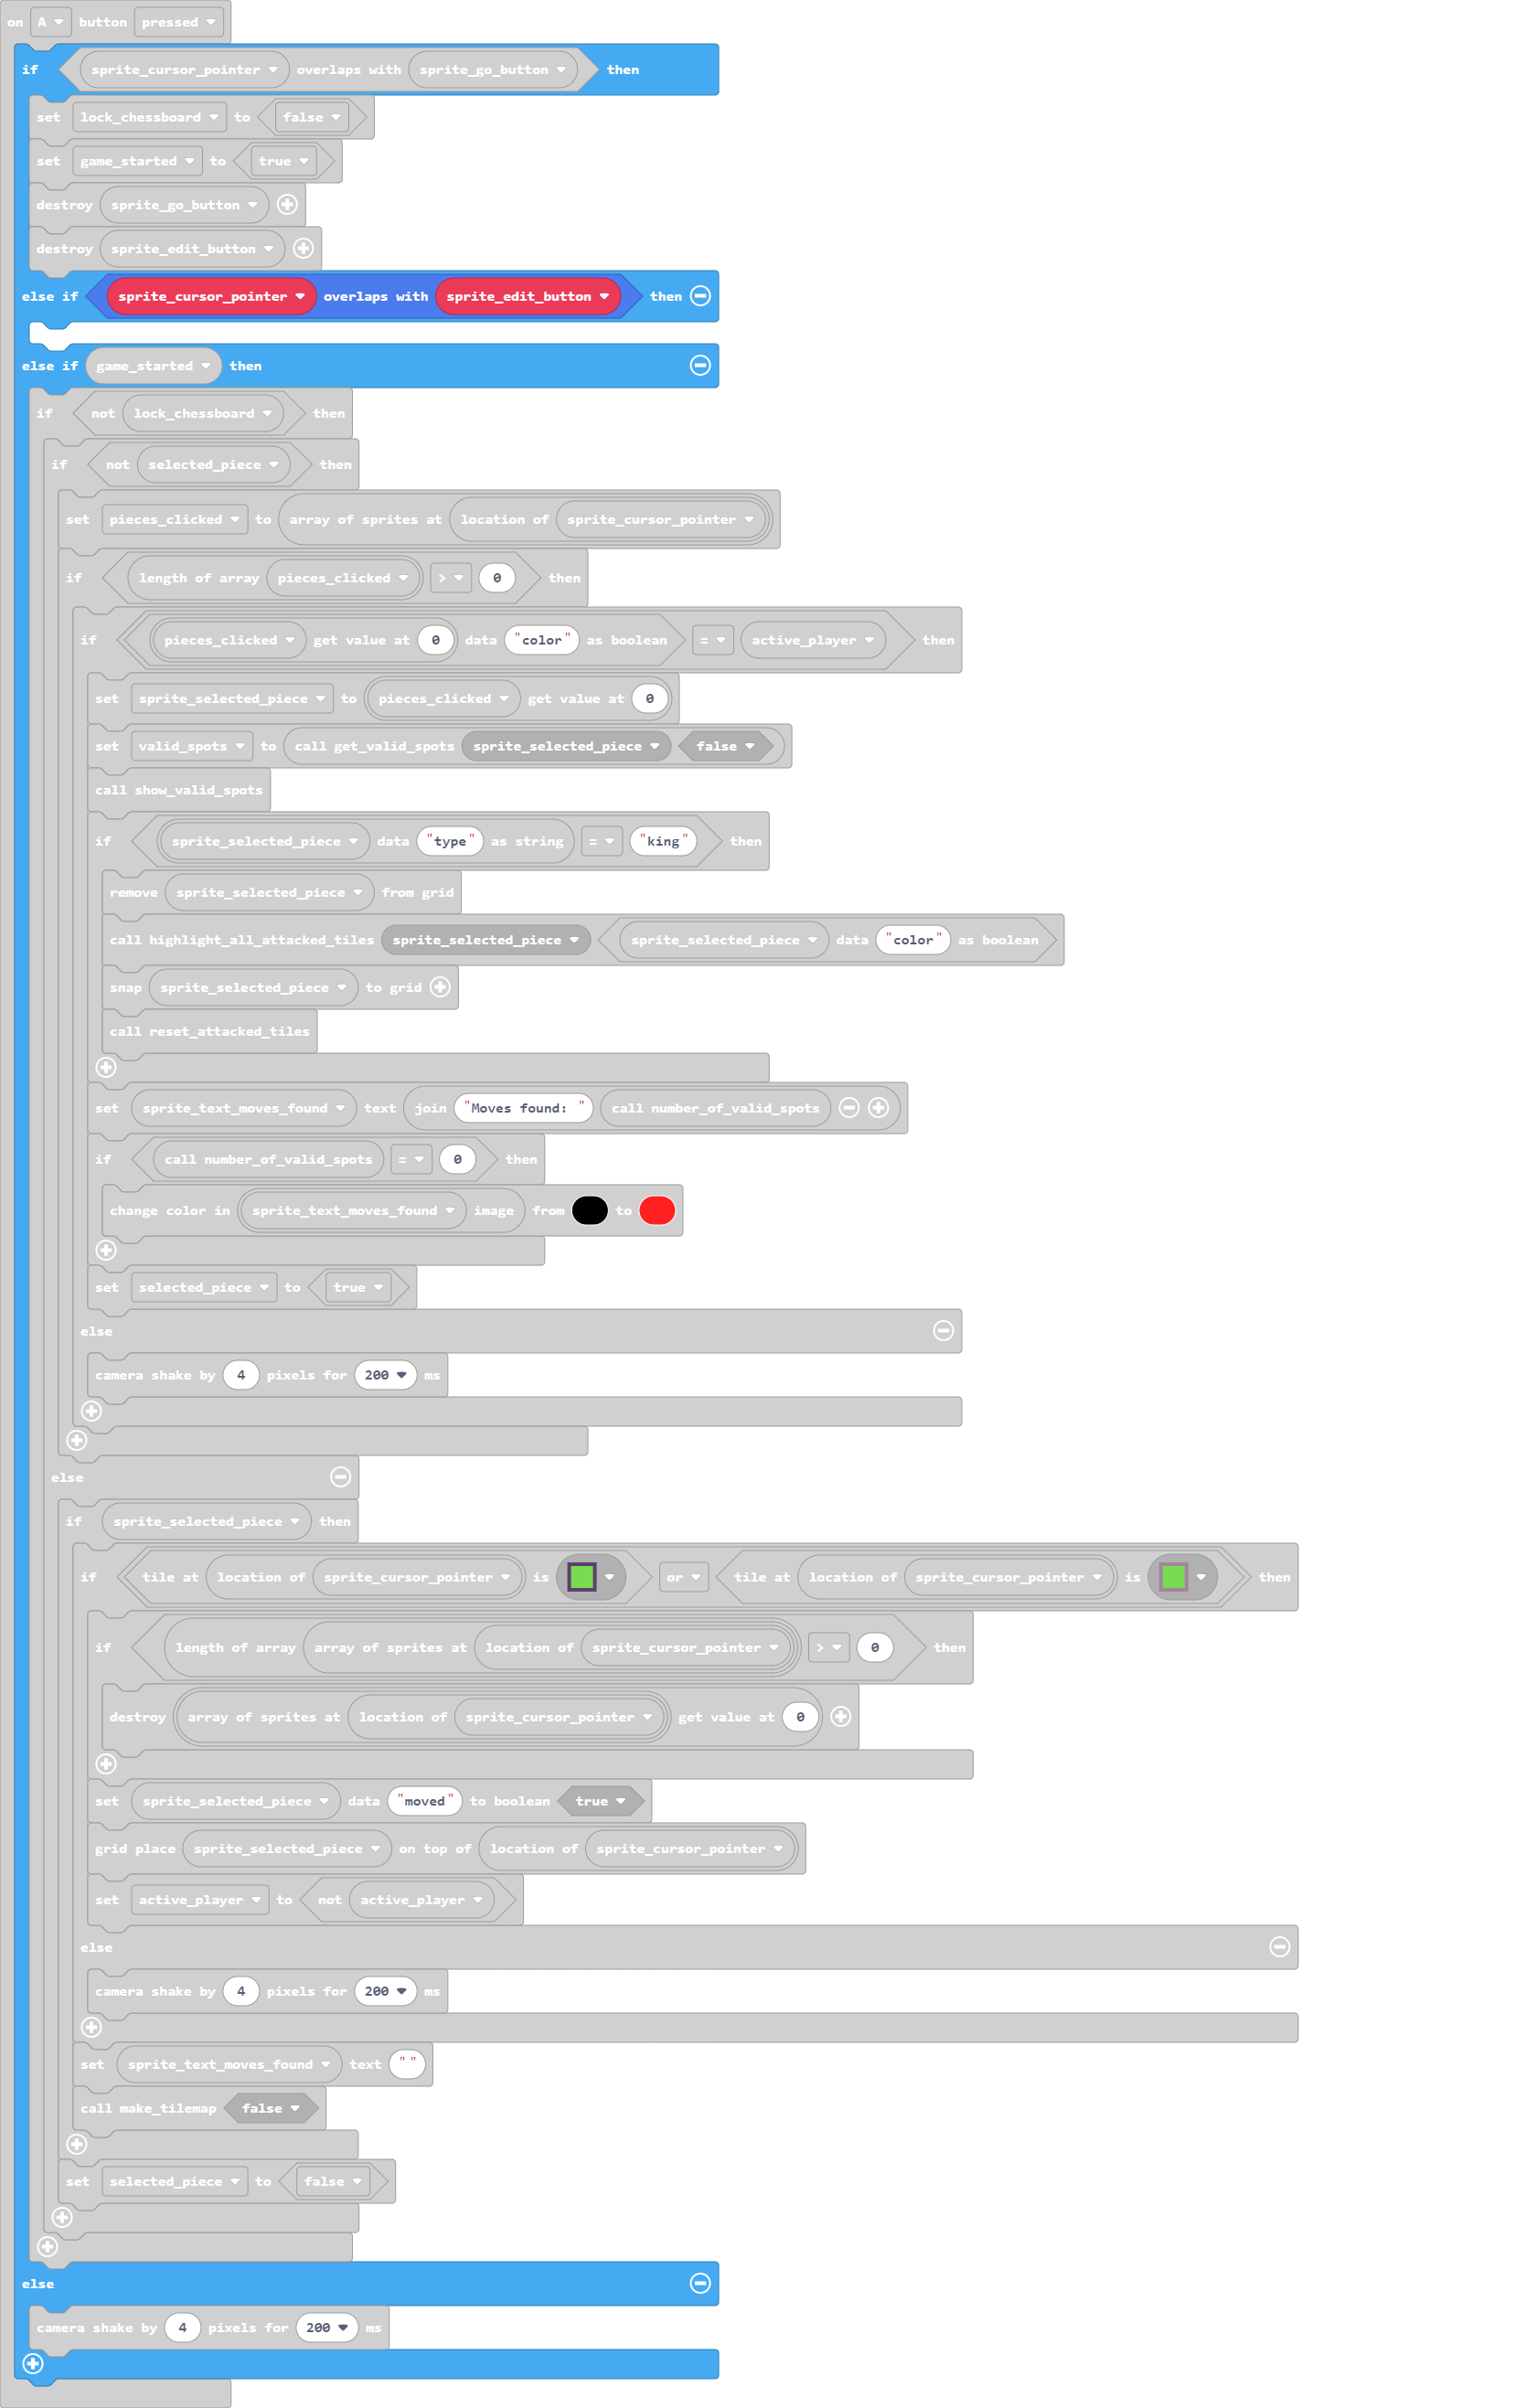 on A button pressed
if sprite_cursor_pointer overlaps with sprite_go_button then
set lock_chessboard to false
set game_started to true
destroy sprite_go_button
destroy sprite_edit_button
else if sprite_cursor_pointer overlaps with sprite_edit_button then
else if game_started then
if not lock_chessboard then
if not selected_piece then
set pieces_clicked to array of sprites at location of sprite_cursor_pointer
if length of array pieces_clicked > 0 then
if pieces_clicked get value at 0 data "color" as boolean = active_player then
set sprite_selected_piece to pieces_clicked get value at 0
set valid_spots to call get_valid_spots sprite_selected_piece false
call show_valid_spots
if sprite_selected_piece data "type" as string = "king" then
remove sprite_selected_piece from grid
call highlight_all_attacked_tiles sprite_selected_piece sprite_selected_piece data "color" as boolean
snap sprite_selected_piece to grid
call reset_attacked_tiles
set sprite_text_moves_found text join "Moves found: " call number_of_valid_spots
if call number_of_valid_spots = 0 then
change color in sprite_text_moves_found image from to
set selected_piece to true
else
camera shake by 4 pixels for 200 ms
else
if sprite_selected_piece then
if tile at location of sprite_cursor_pointer is or tile at location of sprite_cursor_pointer is then
if length of array array of sprites at location of sprite_cursor_pointer > 0 then
destroy array of sprites at location of sprite_cursor_pointer get value at 0
set sprite_selected_piece data "moved" to boolean true
grid place sprite_selected_piece on top of location of sprite_cursor_pointer
set active_player to not active_player
else
camera shake by 4 pixels for 200 ms
set sprite_text_moves_found text ""
call make_tilemap false
set selected_piece to false
else
camera shake by 4 pixels for 200 ms